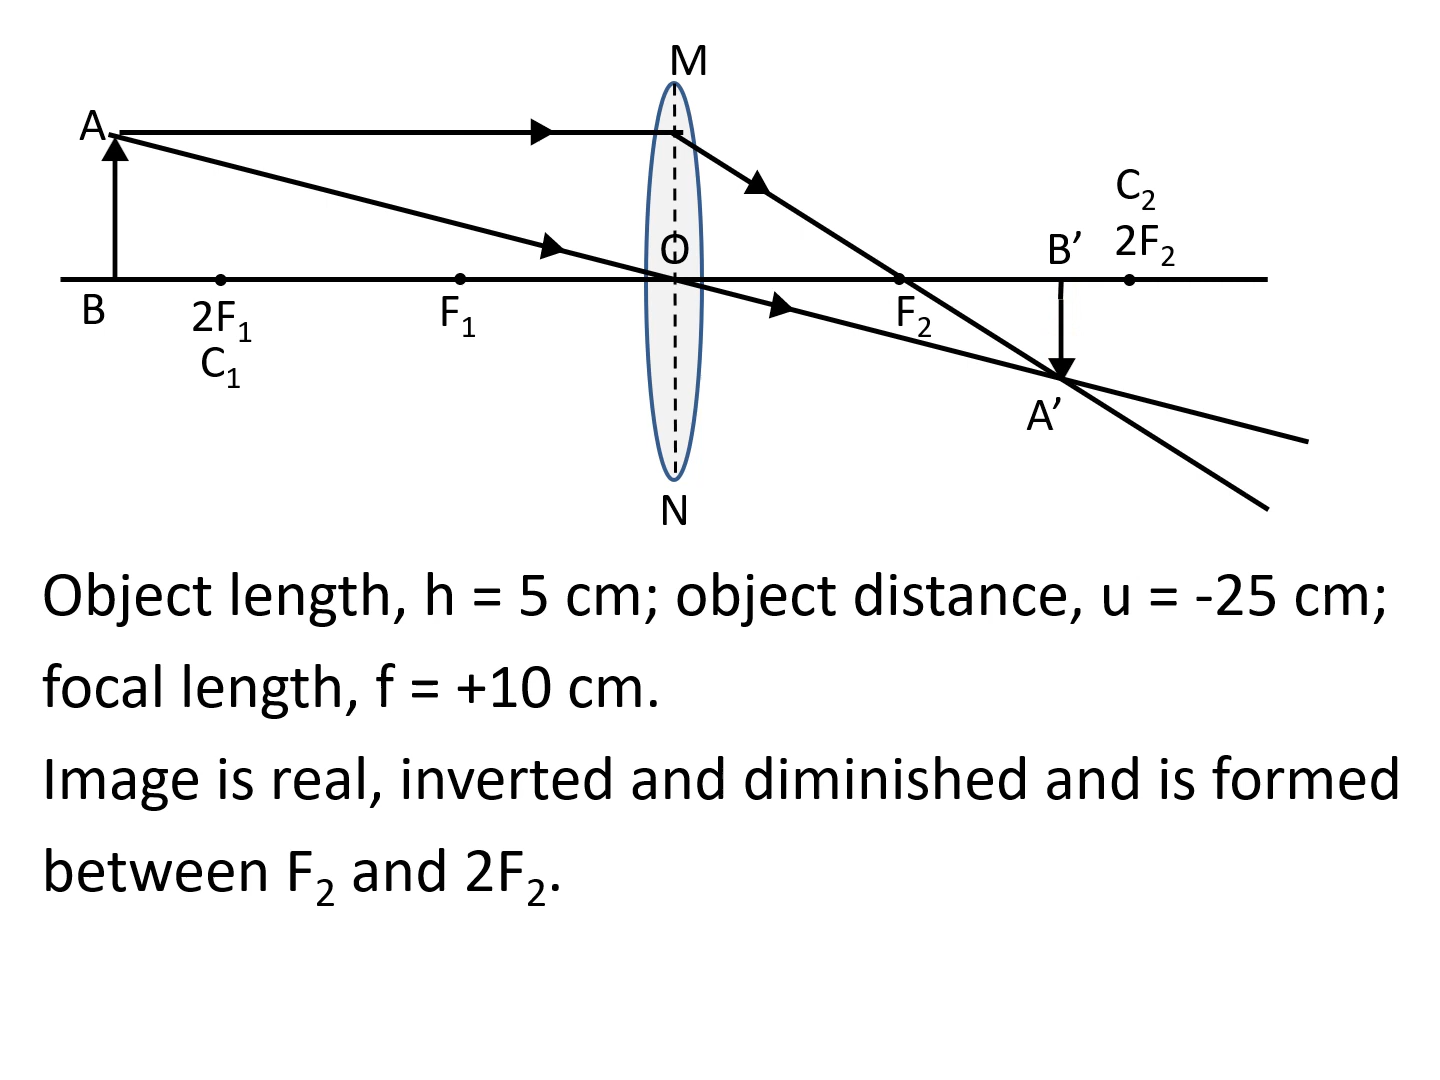 M
A
C₂
2F₂
B’
O
B
2F₁
C₁
F₁
F₂
A’
N
Object length, h = 5 cm; object distance, u = -25 cm;
focal length, f = +10 cm.
Image is real, inverted and diminished and is formed
between F₂ and 2F₂.